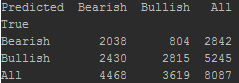 Predicted Bearish Bullish All
True
Bearish 2038 804 2842
Bullish 2430 2815 5245
All 4468 3619 8087